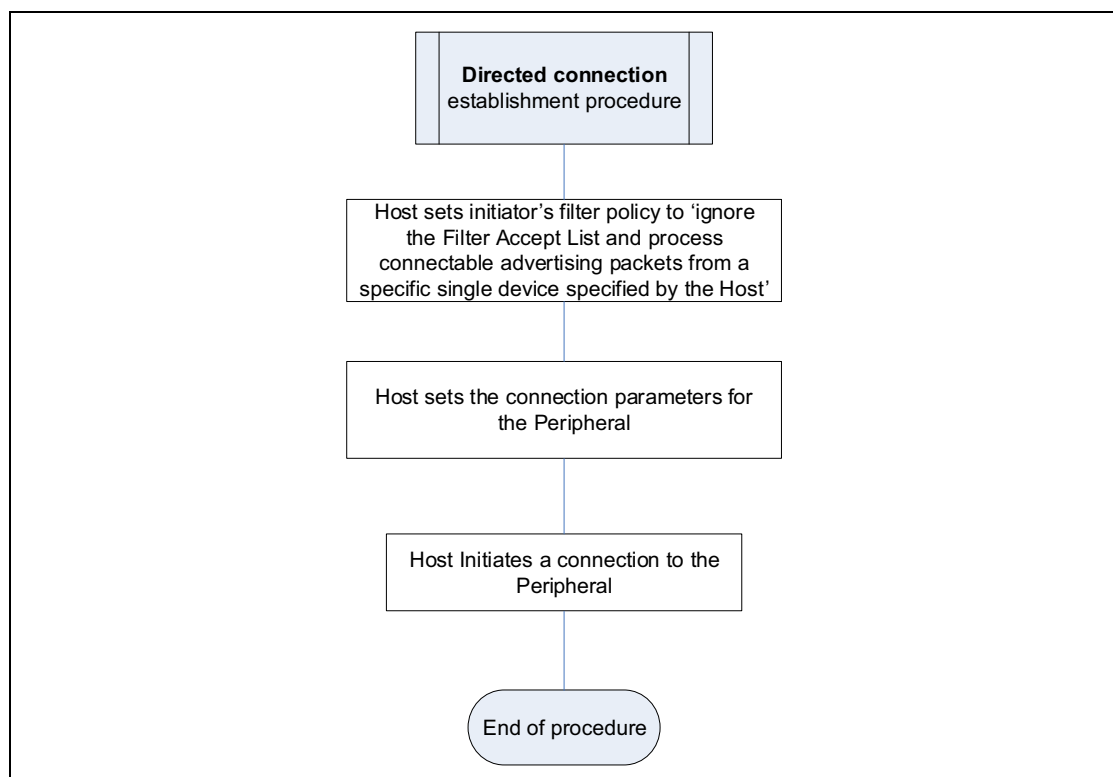 Directed connection
establishment procedure
Host sets initiator’s filter policy to ‘ignore
the Filter Accept List and process
connectable advertising packets from a
specific single device specified by the Host’
Host sets the connection parameters for
the Peripheral
Host Initiates a connection to the
Peripheral
End of procedure